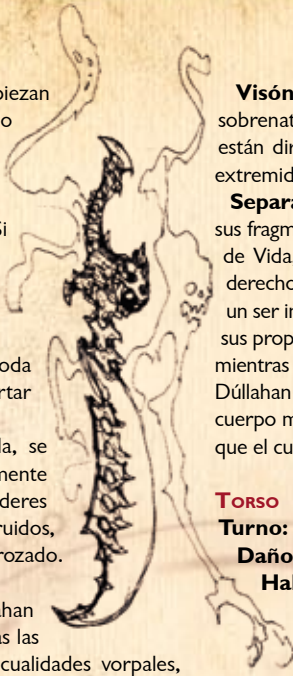 piezan
o
Si
oda
rtar
la, se
mente
deres
ruidos,
rozado.
ahan
as las
cualidades vorpales,
Visón
sobrenat
están dir
extremid
Separa
sus fragm
de Vida.
derecho
un ser in
sus prop
mientras
Dúllahan
cuerpo m
que el cu
Torso
Turno:
Daño
Hal